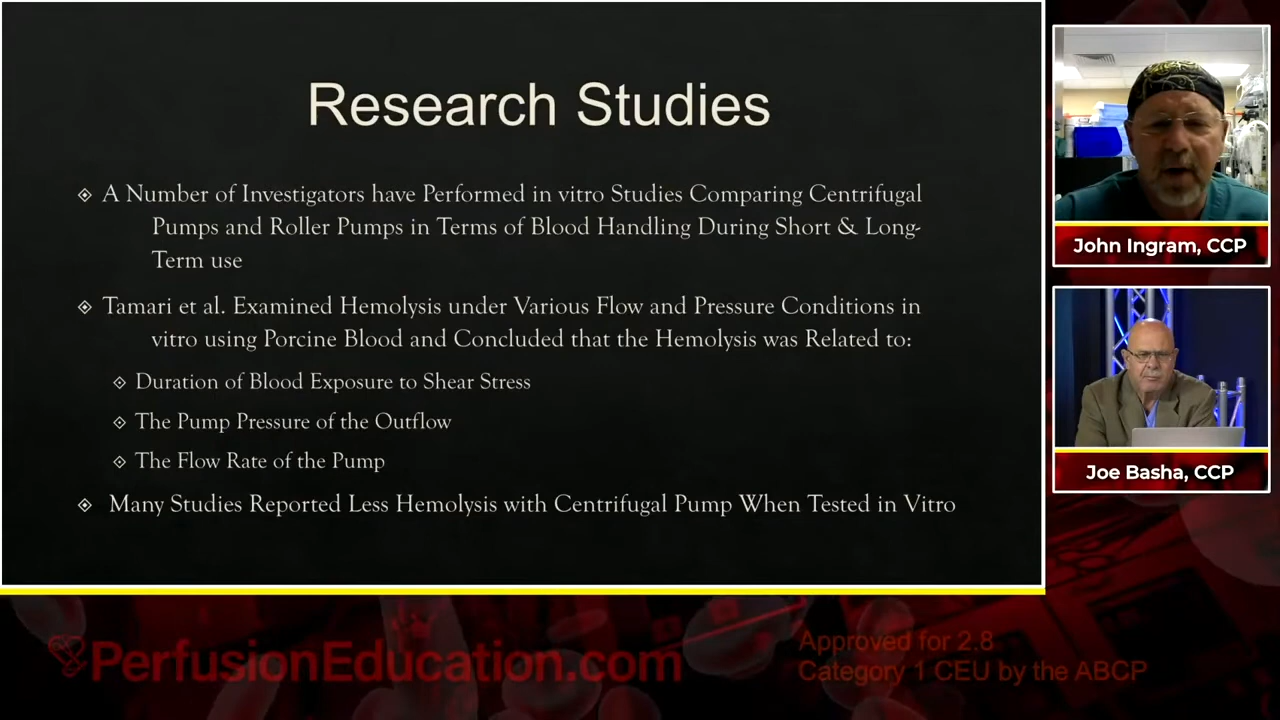 Research Studies
A Number of Investigators have Performed in vitro Studies Comparing Centrifugal
Pumps and Roller Pumps in Terms of Blood Handling During Short & Long-
Term use
Tamari et al. Examined Hemolysis under Various Flow and Pressure Conditions in
vitro using Porcine Blood and Concluded that the Hemolysis was Related to:
Duration of Blood Exposure to Shear Stress
The Pump Pressure of the Outflow
The Flow Rate of the Pump
Many Studies Reported Less Hemolysis with Centrifugal Pump When Tested in Vitro
John Ingram, CCP
Joe Basha, CCP
PerfusionEducation.com
Approved for 2.8
Category 1 CEU by the ABCP